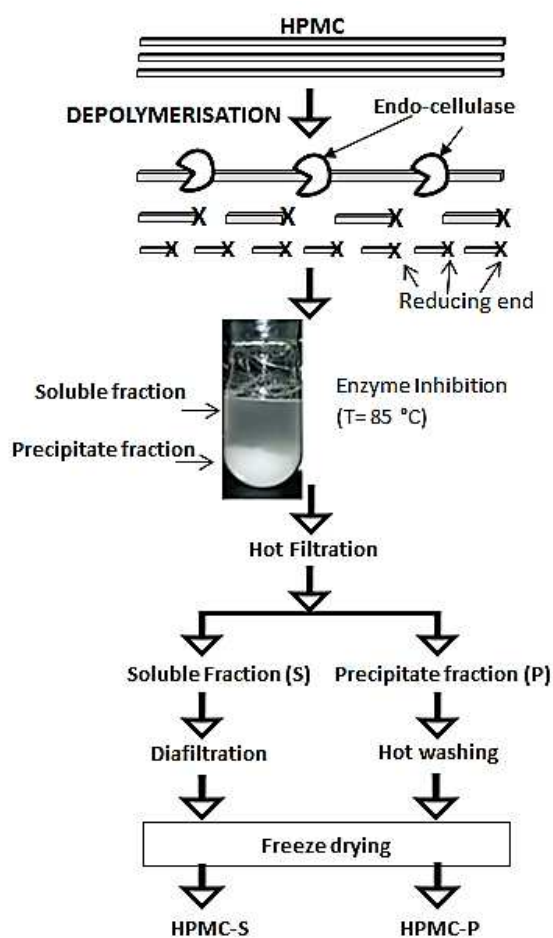 HPMC
DEPOLYMERISATION
Endo-cellulase
X X X X
X X X X X X X
Reducing end
Soluble fraction
Precipitate fraction
Enzyme Inhibition
(T= 85 °C)
Hot Filtration
Soluble Fraction (S)
Precipitate fraction (P)
Diafiltration
Hot washing
Freeze drying
HPMC-S
HPMC-P